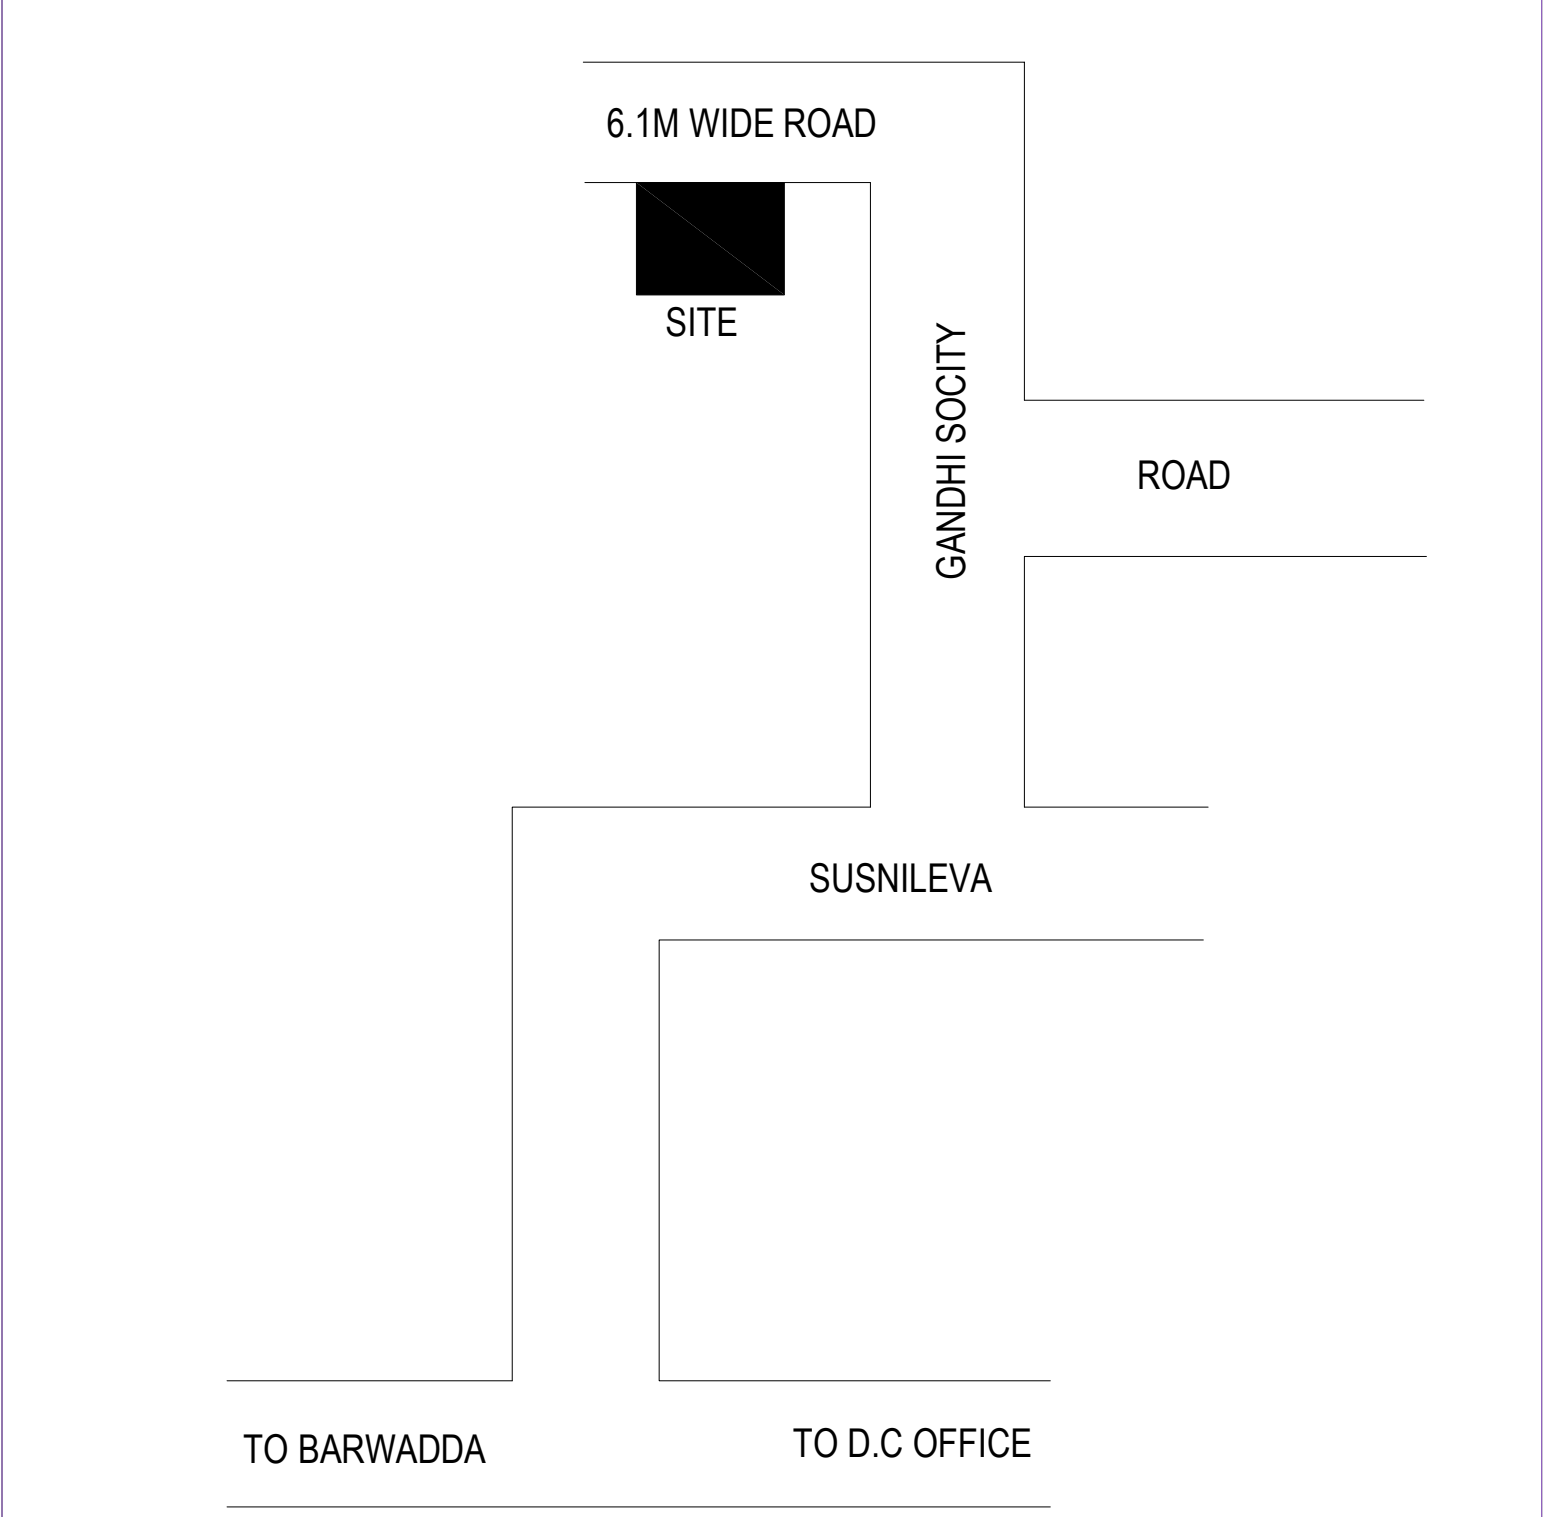 6.1M WIDE ROAD
SITE
GANDHI SOCITY
ROAD
SUSNILEVA
TO BARWADDA
TO D.C OFFICE